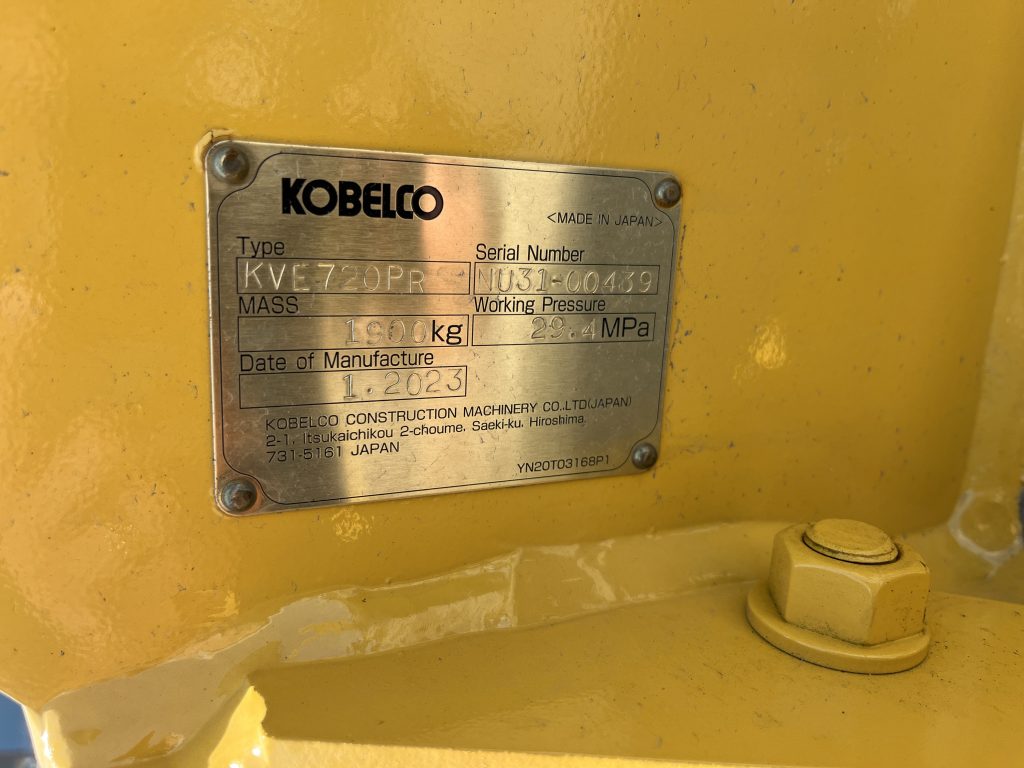 KOBELCO
<MADE IN JAPAN>
Type
Serial Number
KVE720PR
NU31-00439
MASS
Working Pressure
1900kg
29.4MPa
Date of Manufacture
1.2023
KOBELCO CONSTRUCTION MACHINERY CO.,LTD(JAPAN)
2-1, Itsukaichikou 2-choume, Saeki-ku, Hiroshima,
731-5161 JAPAN
YN20T03168P1